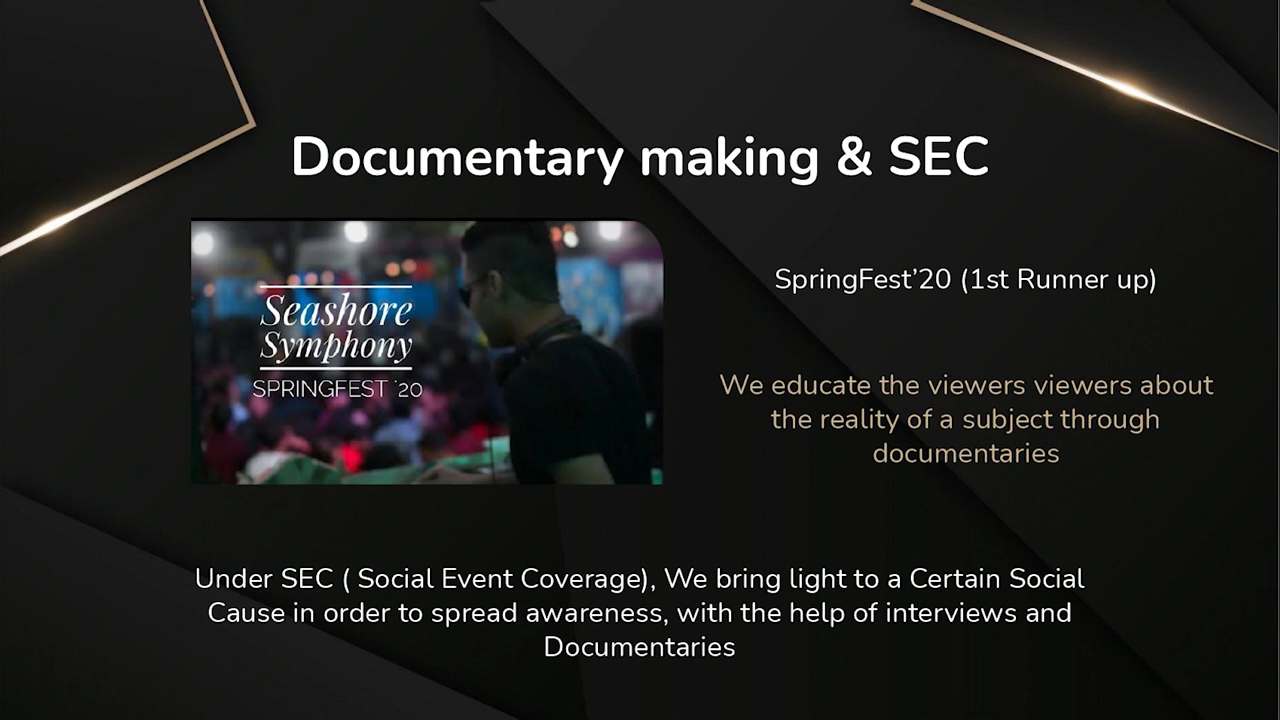 Documentary making & SEC
Seashore
Symphony
SPRINGFEST '20
SpringFest’20 (1st Runner up)
We educate the viewers viewers about
the reality of a subject through
documentaries
Under SEC ( Social Event Coverage), We bring light to a Certain Social
Cause in order to spread awareness, with the help of interviews and
Documentaries